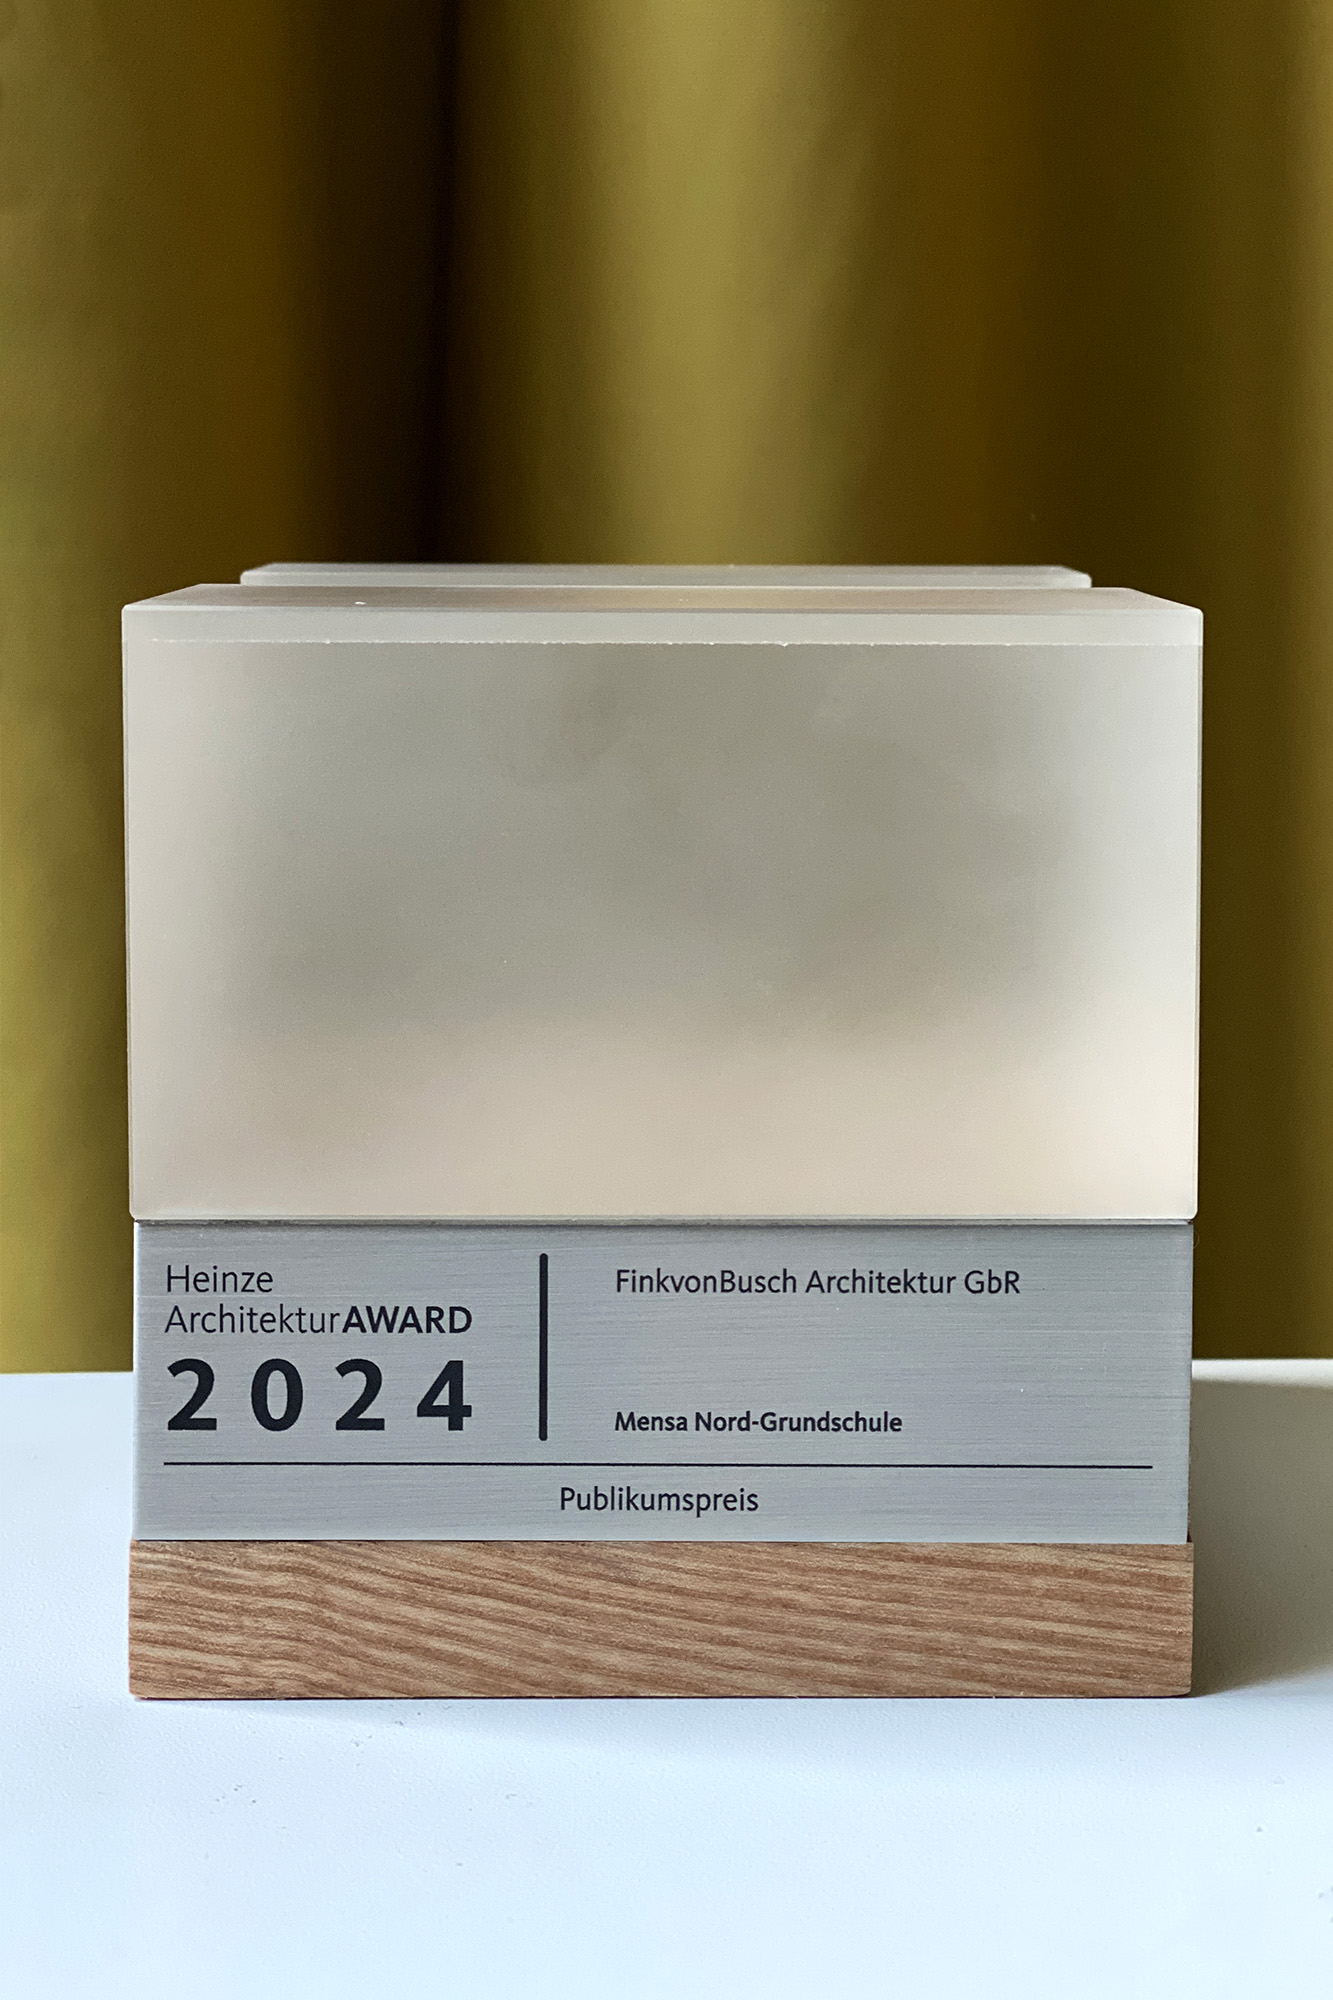 Heinze
ArchitekturAWARD
2024
FinkvonBusch Architektur GbR
Mensa Nord-Grundschule
Publikumspreis